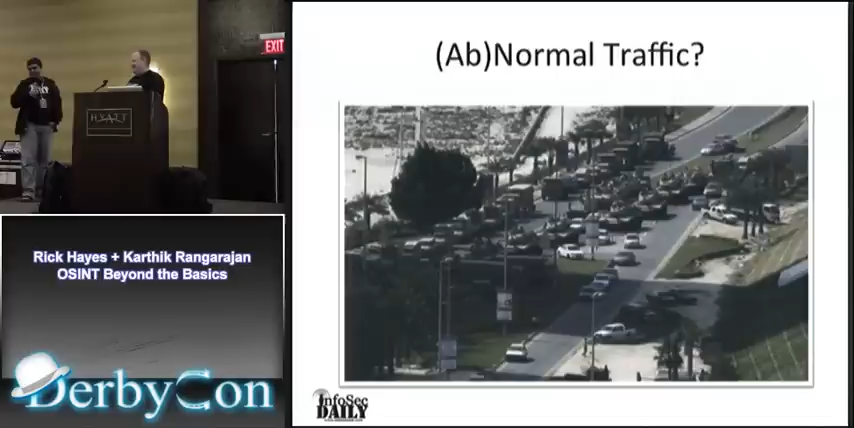 (Ab)Normal Traffic?
EXIT
HYATT
Rick Hayes + Karthik Rangarajan
OSINT Beyond the Basics
DerbyCon
InfoSec
DAILY